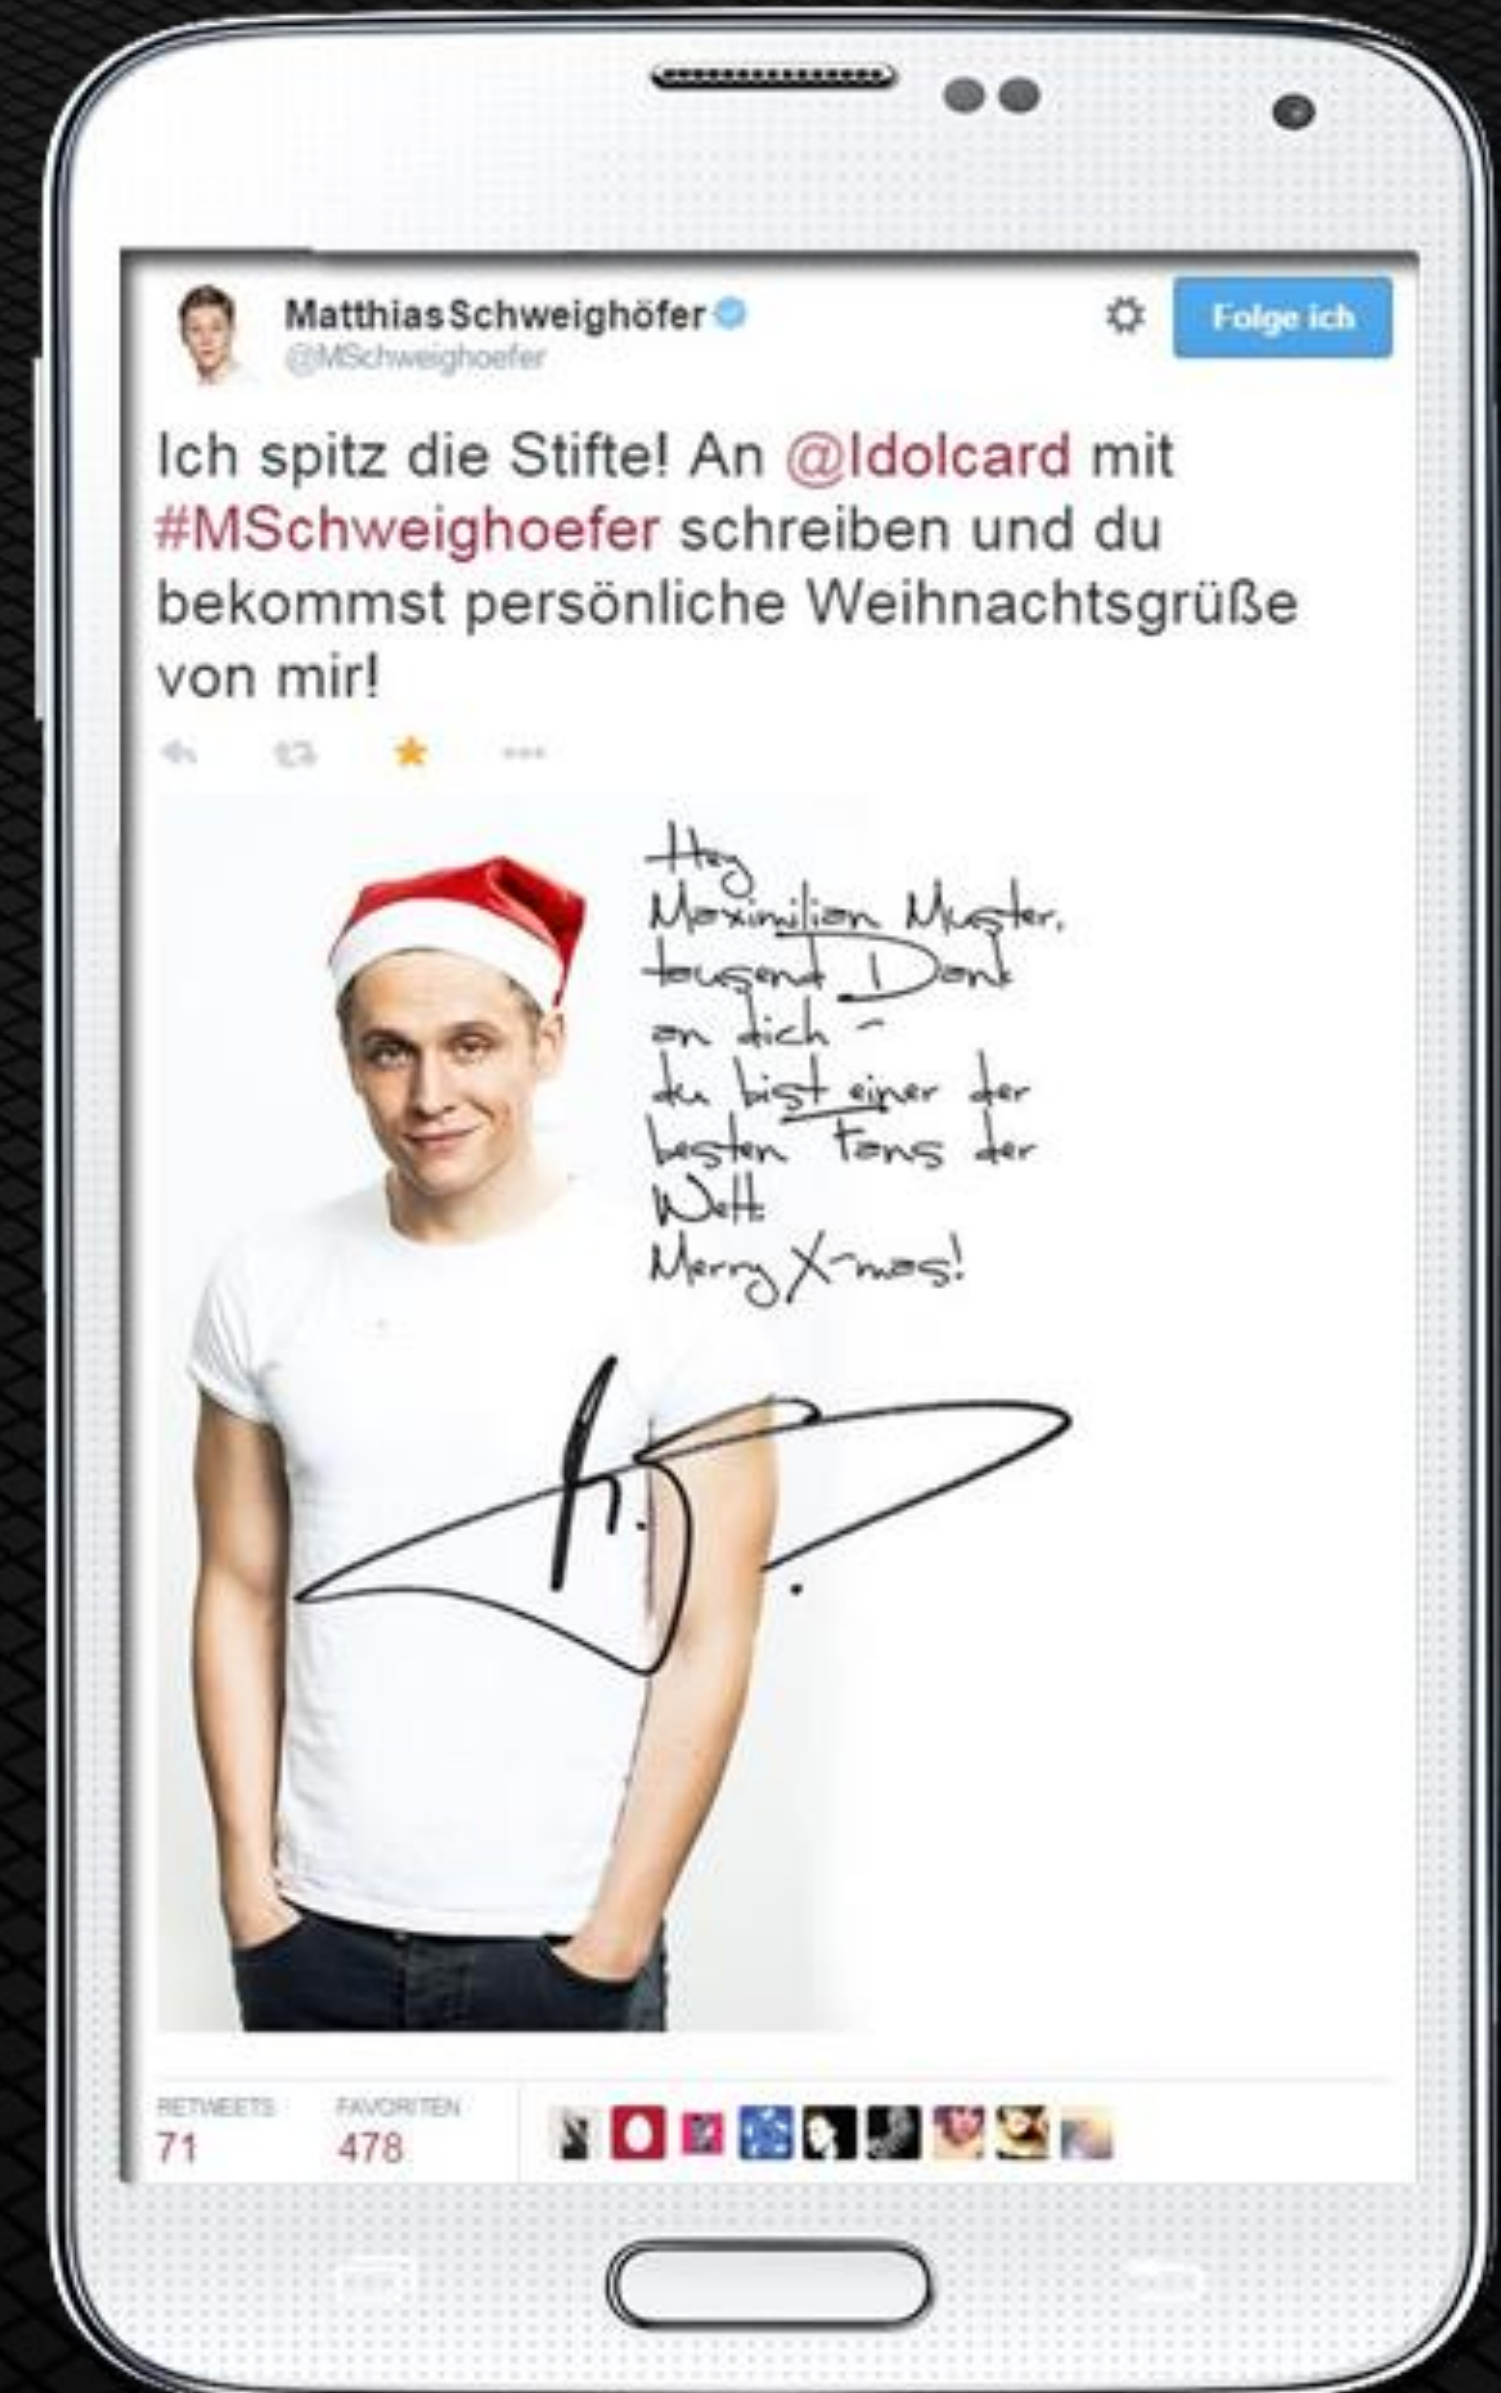 Matthias Schweighöfer
@MSchweighoefer
Folge ich
Ich spitz die Stifte! An @Idolcard mit
#MSchweighoefer schreiben und du
bekommst persönliche Weihnachtsgrüße
von mir!
Hey
Maximilian Muster,
tausend Dank
an dich -
du bist einer der
besten Fans der
Welt.
Merry X-mas!
RETWEETS FAVORITEN
71 478